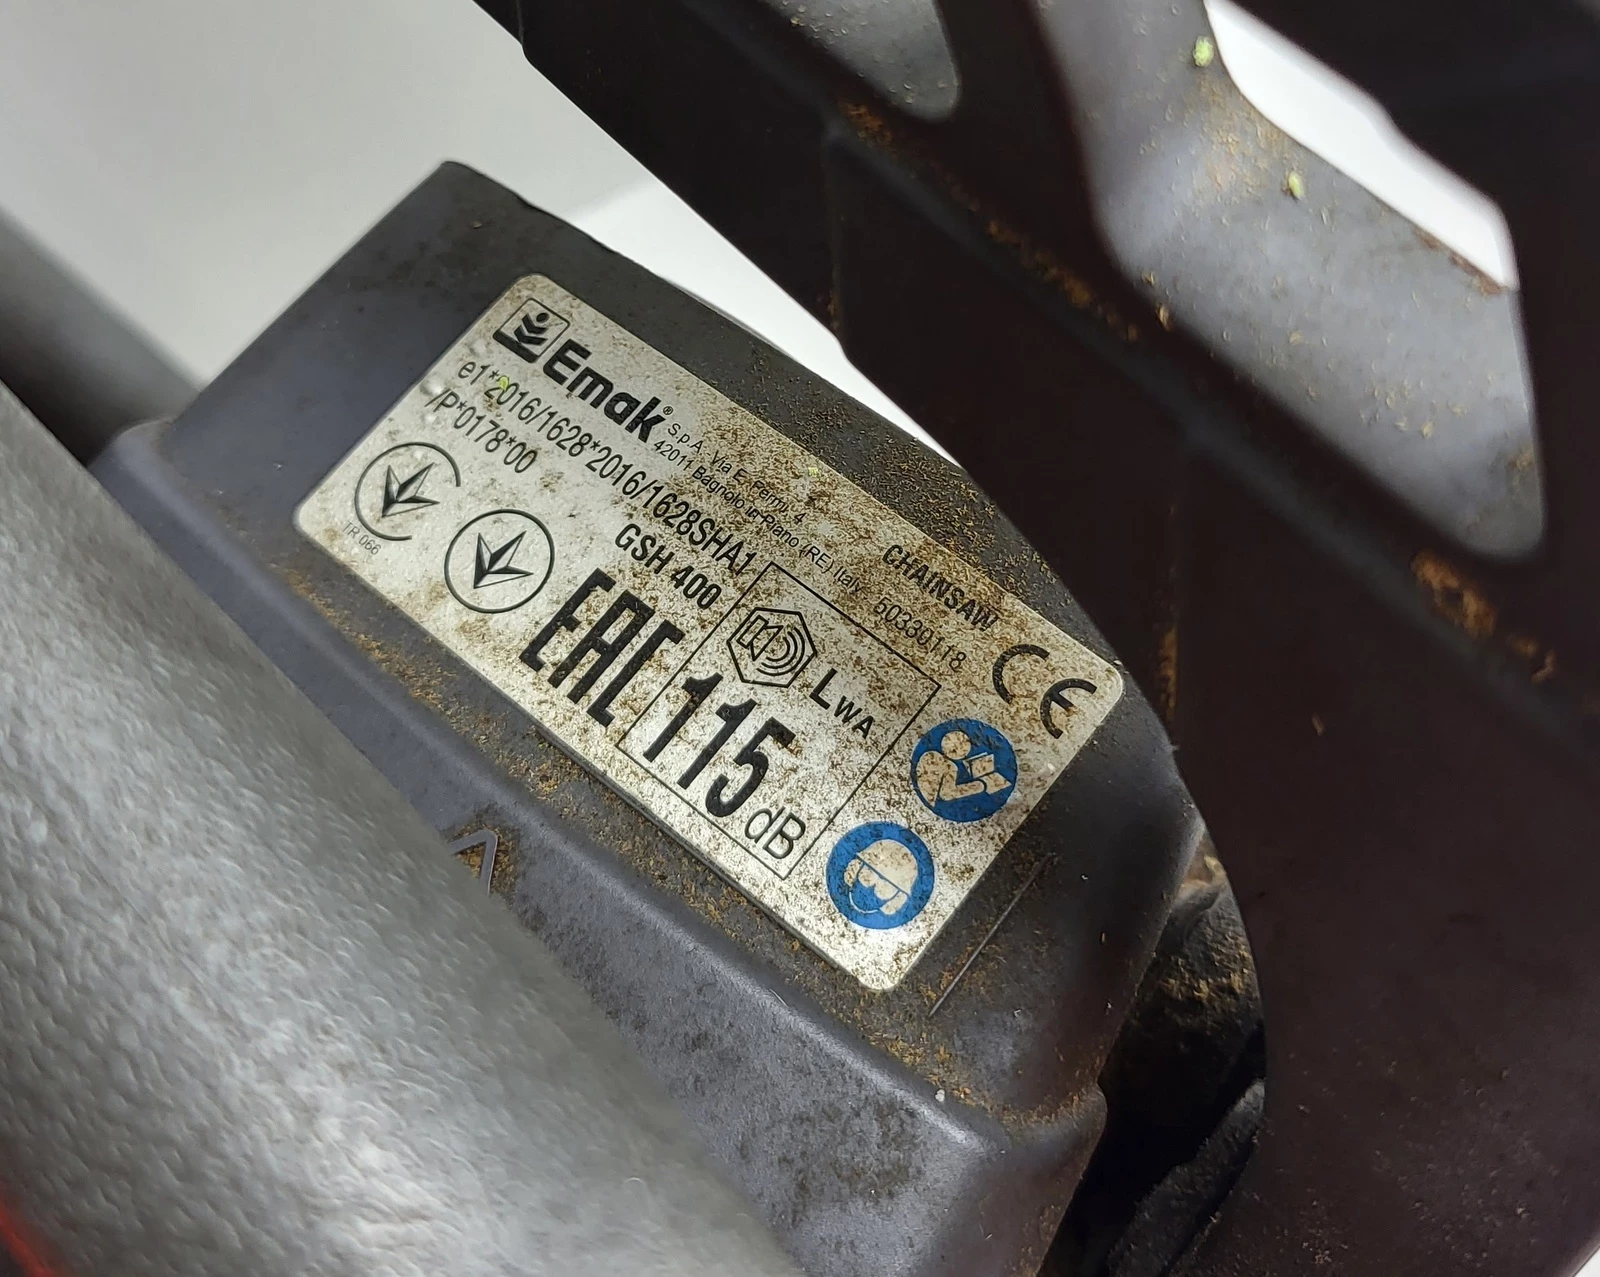 Emak® S.p.A. Via E. Fermi, 4
42011 Bagnolo in Piano (RE) Italy
CHAINSAW
50330118
e1*2016/1628*2016/1628SHA1
/P*0178*00
GSH 400
TR 066
EAC
LWA
115 dB
CE